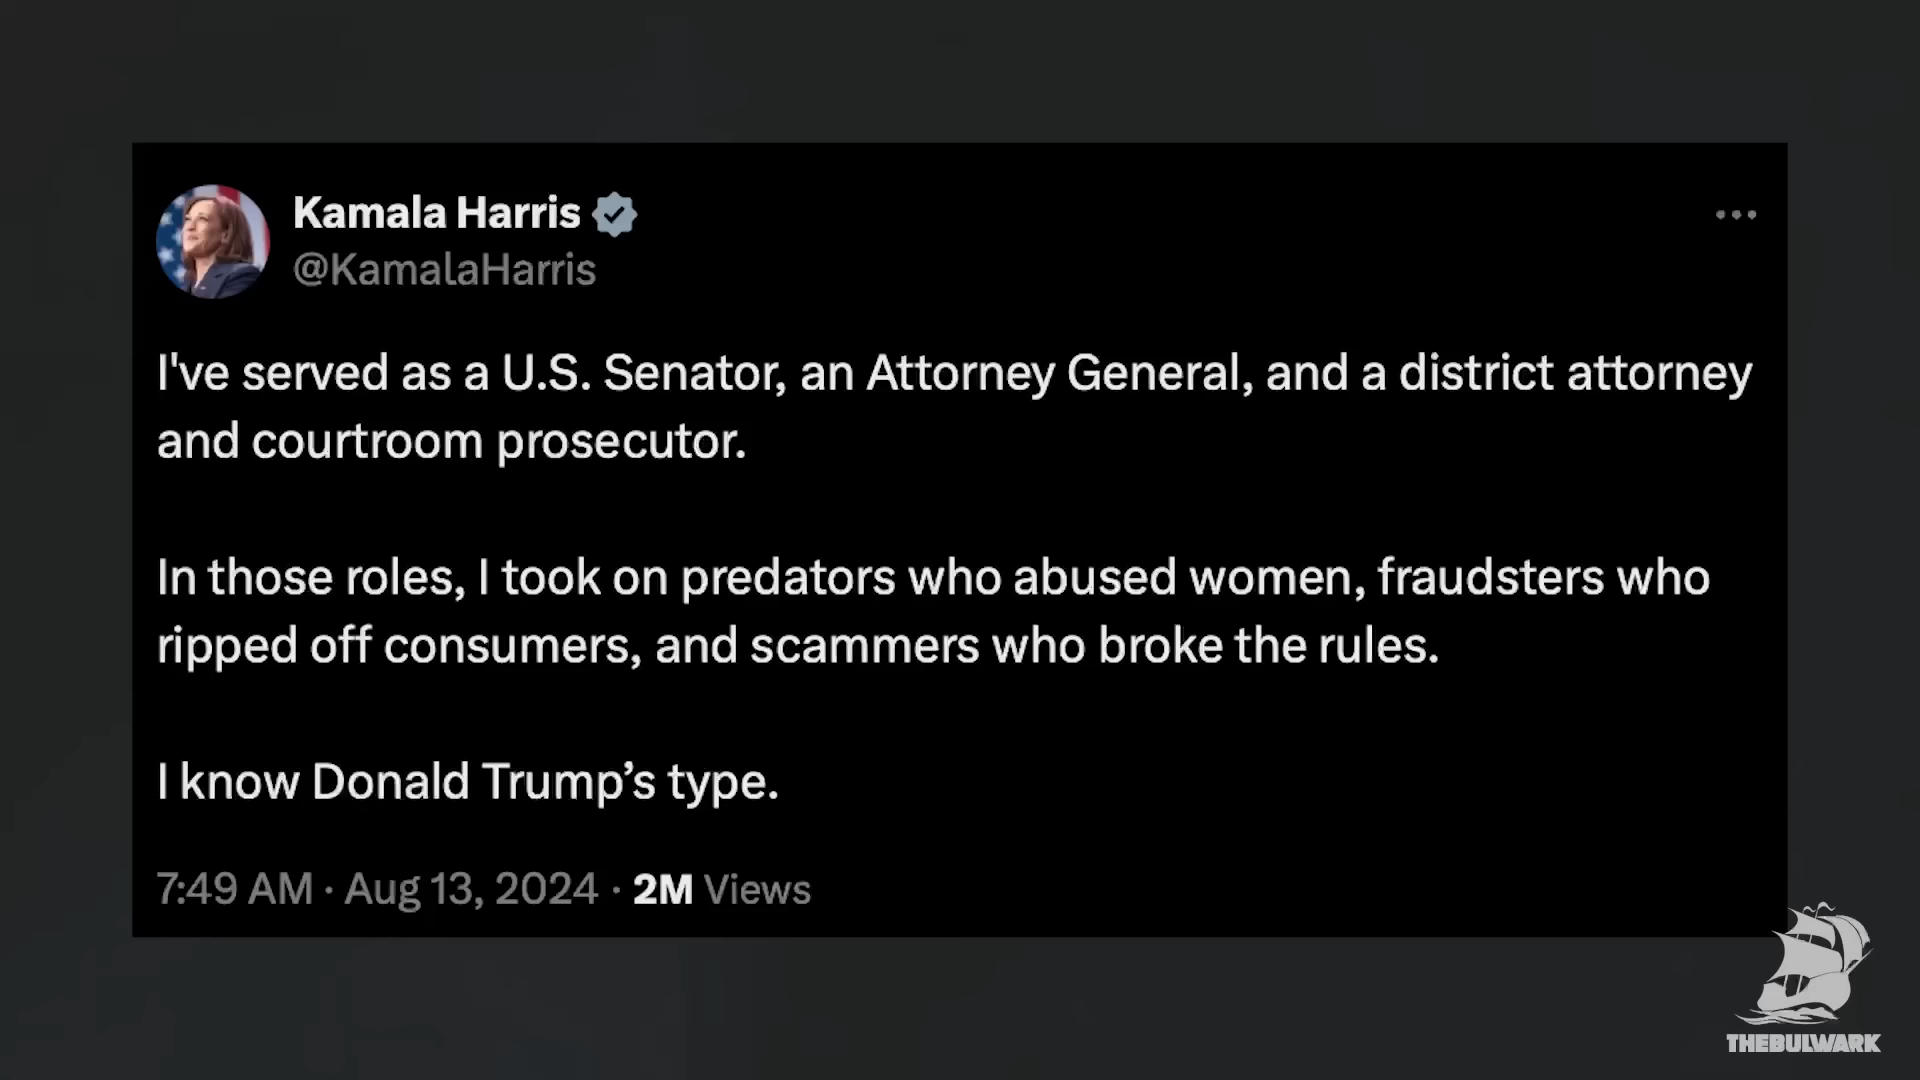 Kamala Harris
@KamalaHarris
I've served as a U.S. Senator, an Attorney General, and a district attorney
and courtroom prosecutor.
In those roles, I took on predators who abused women, fraudsters who
ripped off consumers, and scammers who broke the rules.
I know Donald Trump’s type.
7:49 AM · Aug 13, 2024 · 2M Views
THEBULWARK